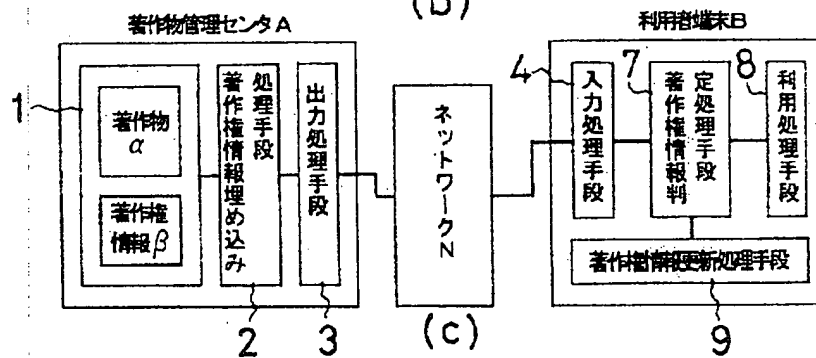 (b)
著作物管理センタA
利用者端末B
1
著作物
α
著作権
情報β
著作権情報埋め込み
処理手段
2
出力処理手段
3
ネットワークN
4
入力処理手段
7
著作権情報判
定処理手段
8
利用処理手段
著作権情報更新処理手段
9
(c)